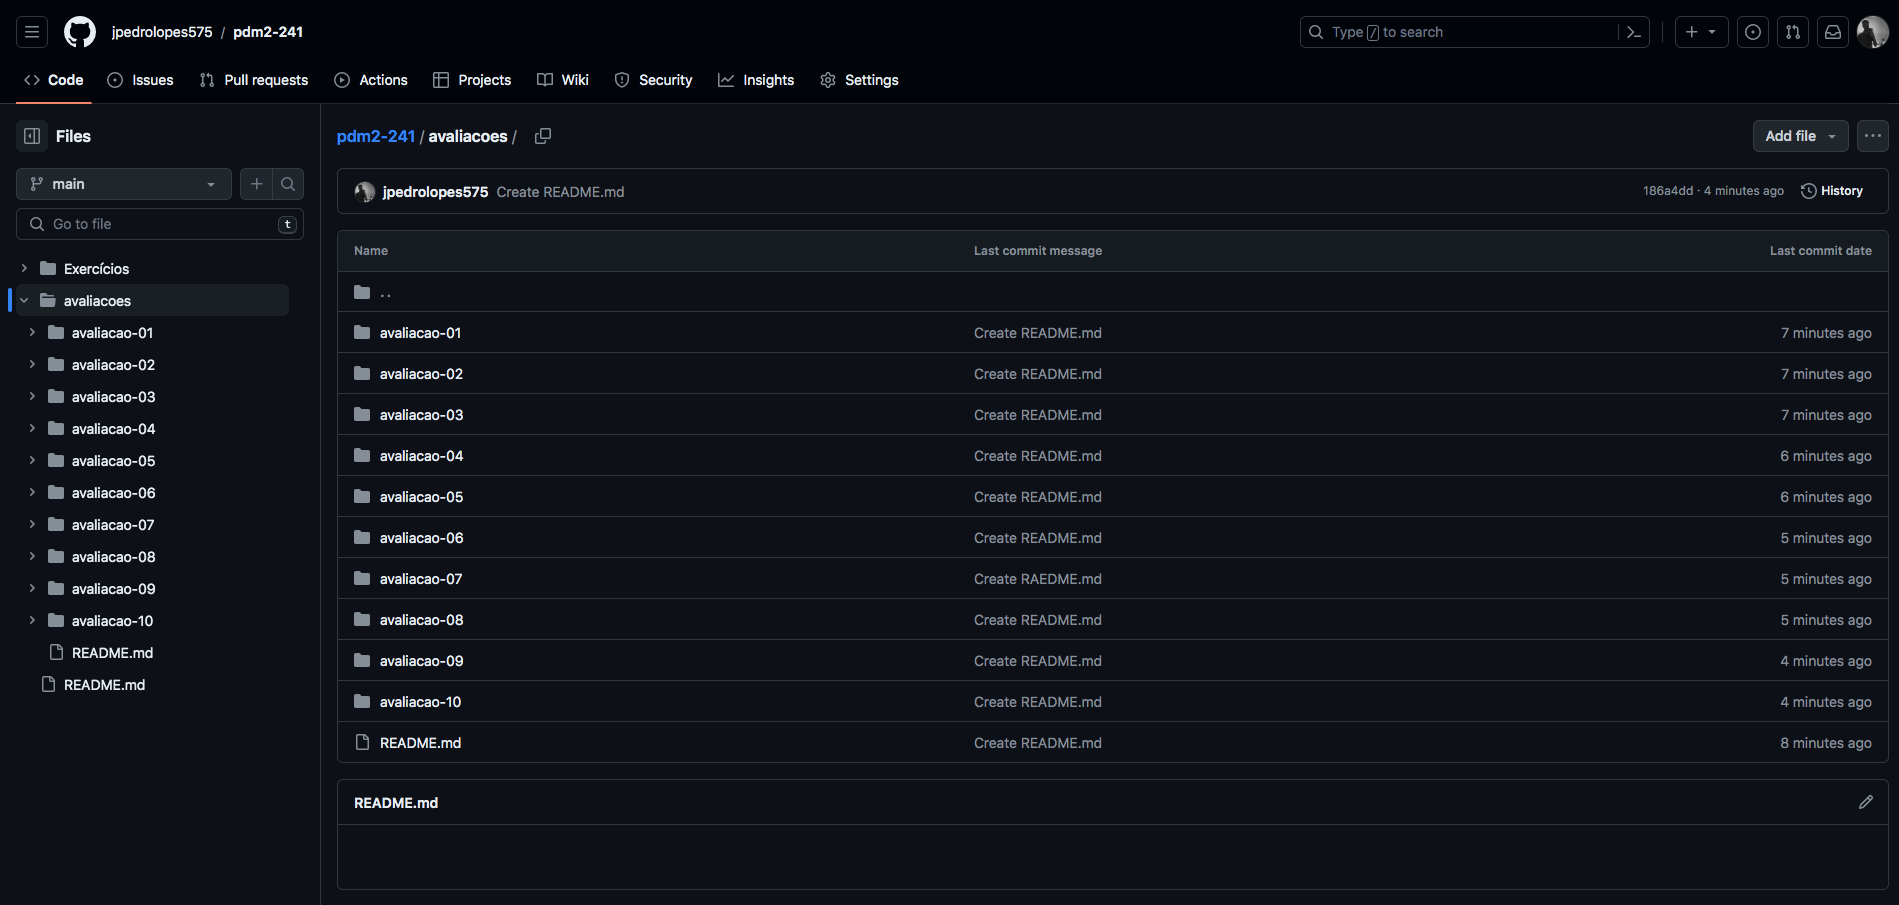 jpedrolopes575 / pdm2-241
Type / to search
Code Issues Pull requests Actions Projects Wiki Security Insights Settings
Files
main
Go to file t
Exercícios
avaliacoes
avaliacao-01
avaliacao-02
avaliacao-03
avaliacao-04
avaliacao-05
avaliacao-06
avaliacao-07
avaliacao-08
avaliacao-09
avaliacao-10
README.md
README.md
pdm2-241 / avaliacoes /
Add file
jpedrolopes575 Create README.md 186a4dd · 4 minutes ago History
Name Last commit message Last commit date
..
avaliacao-01 Create README.md 7 minutes ago
avaliacao-02 Create README.md 7 minutes ago
avaliacao-03 Create README.md 7 minutes ago
avaliacao-04 Create README.md 6 minutes ago
avaliacao-05 Create README.md 6 minutes ago
avaliacao-06 Create README.md 5 minutes ago
avaliacao-07 Create RAEDME.md 5 minutes ago
avaliacao-08 Create README.md 5 minutes ago
avaliacao-09 Create README.md 4 minutes ago
avaliacao-10 Create README.md 4 minutes ago
README.md Create README.md 8 minutes ago
README.md